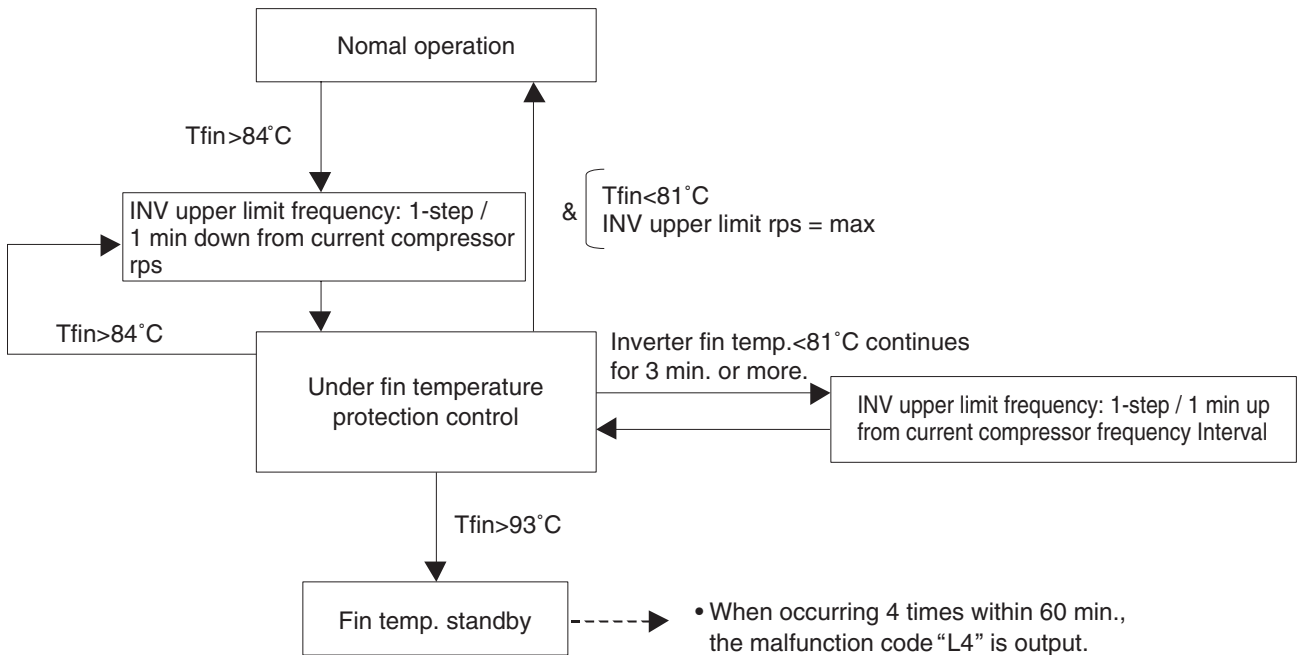 Nomal operation
Tfin>84˚C
&
Tfin<81˚C
INV upper limit rps = max
INV upper limit frequency: 1-step /
1 min down from current compressor
rps
Tfin>84˚C
Under fin temperature
protection control
Inverter fin temp.<81˚C continues
for 3 min. or more.
INV upper limit frequency: 1-step / 1 min up
from current compressor frequency Interval
Tfin>93˚C
Fin temp. standby
• When occurring 4 times within 60 min.,
the malfunction code “L4” is output.